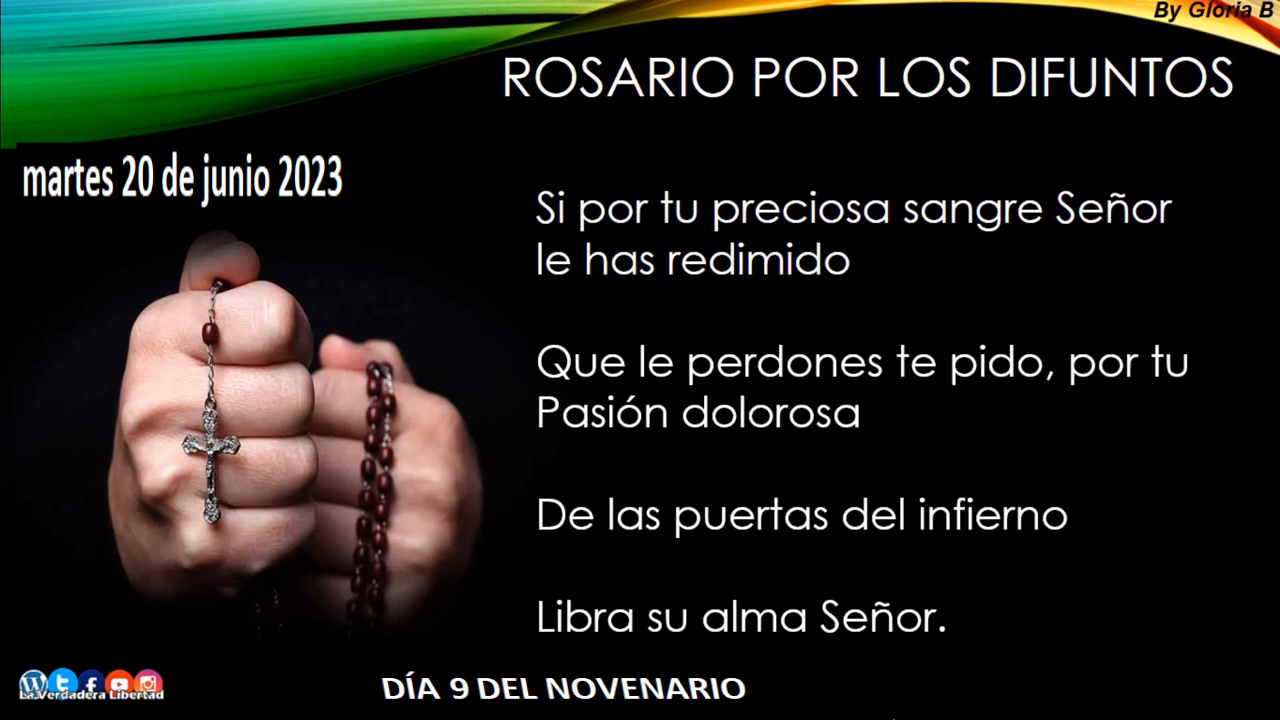 By Gloria B
ROSARIO POR LOS DIFUNTOS
martes 20 de junio 2023
Si por tu preciosa sangre Señor
le has redimido
Que le perdones te pido, por tu
Pasión dolorosa
De las puertas del infierno
Libra su alma Señor.
La Verdadera Libertad
DÍA 9 DEL NOVENARIO